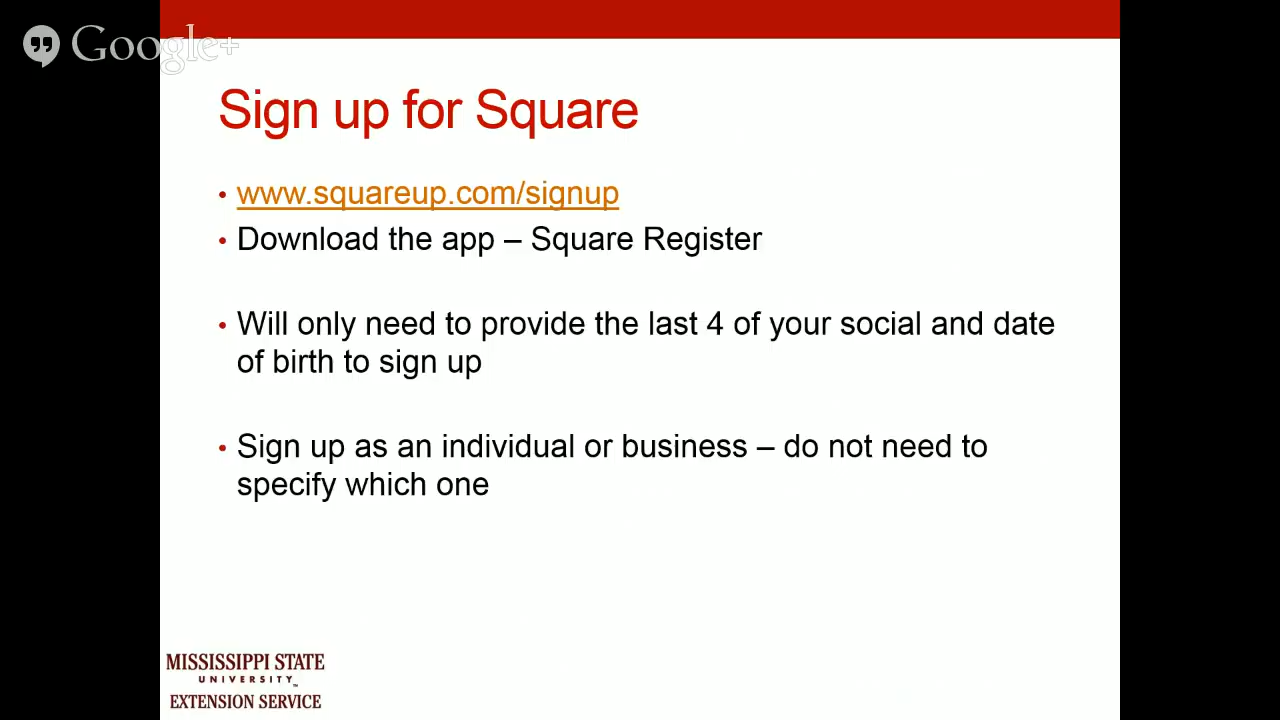 Google+
Sign up for Square
• www.squareup.com/signup
• Download the app – Square Register
• Will only need to provide the last 4 of your social and date
of birth to sign up
• Sign up as an individual or business – do not need to
specify which one
MISSISSIPPI STATE
UNIVERSITY™
EXTENSION SERVICE